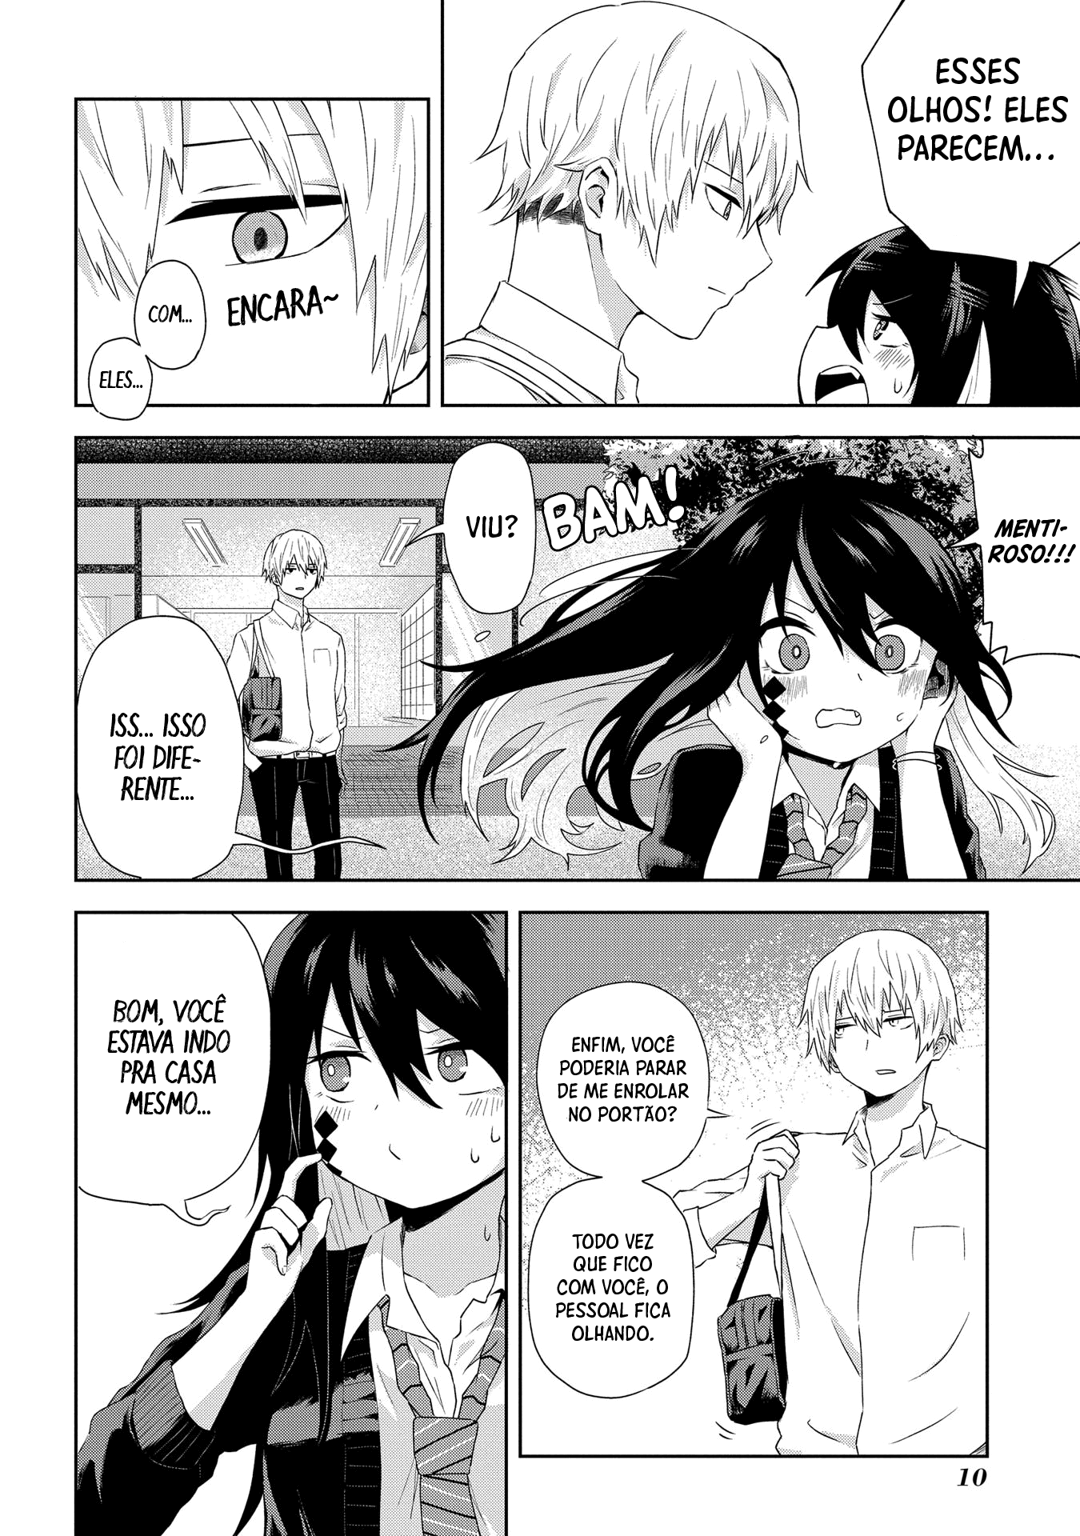 ESSES
OLHOS! ELES
PARECEM...
COM...
ENCARA~
ELES...
MENTI-
ROSO!!!
BAM!
VIU?
ISS... ISSO
FOI DIFE-
RENTE...
ENFIM, VOCÊ
PODERIA PARAR
DE ME ENROLAR
NO PORTÃO?
TODO VEZ
QUE FICO
COM VOCÊ, O
PESSOAL FICA
OLHANDO.
BOM, VOCÊ
ESTAVA INDO
PRA CASA
MESMO...
10